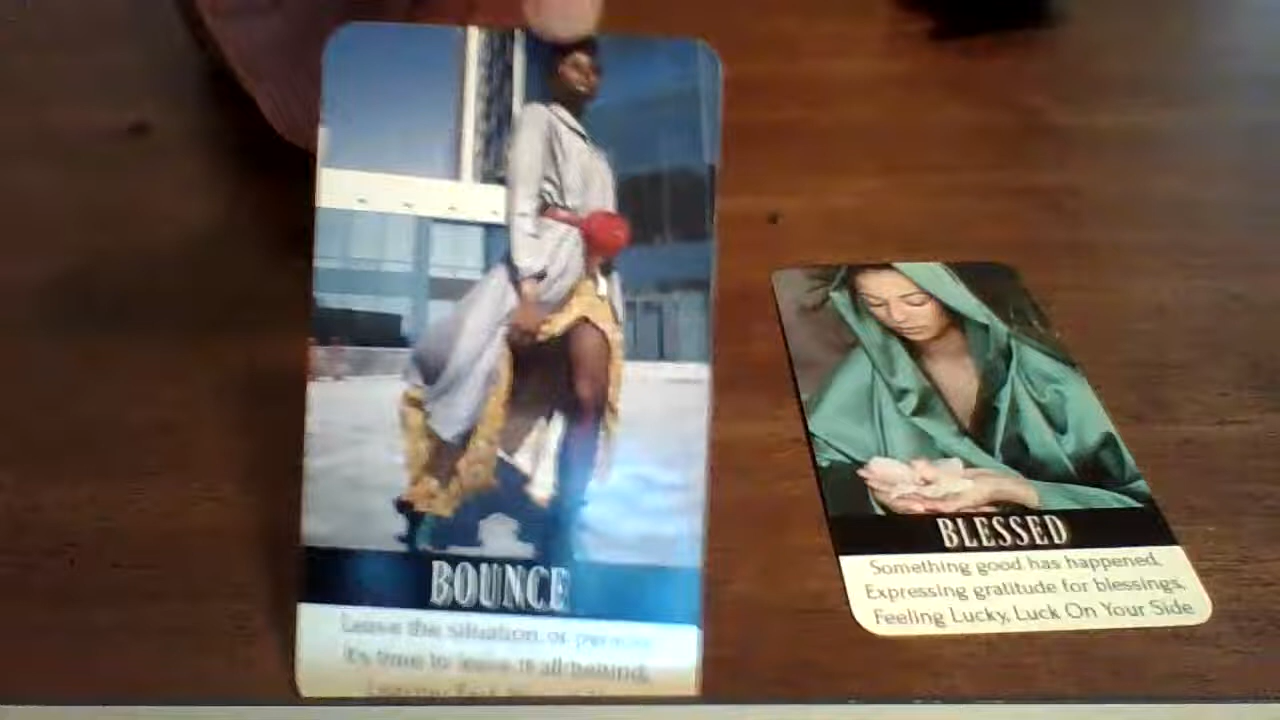 BOUNCE
Leave the situation or person
It's time to leave it all behind,
BLESSED
Something good has happened.
Expressing gratitude for blessings,
Feeling Lucky, Luck On Your Side